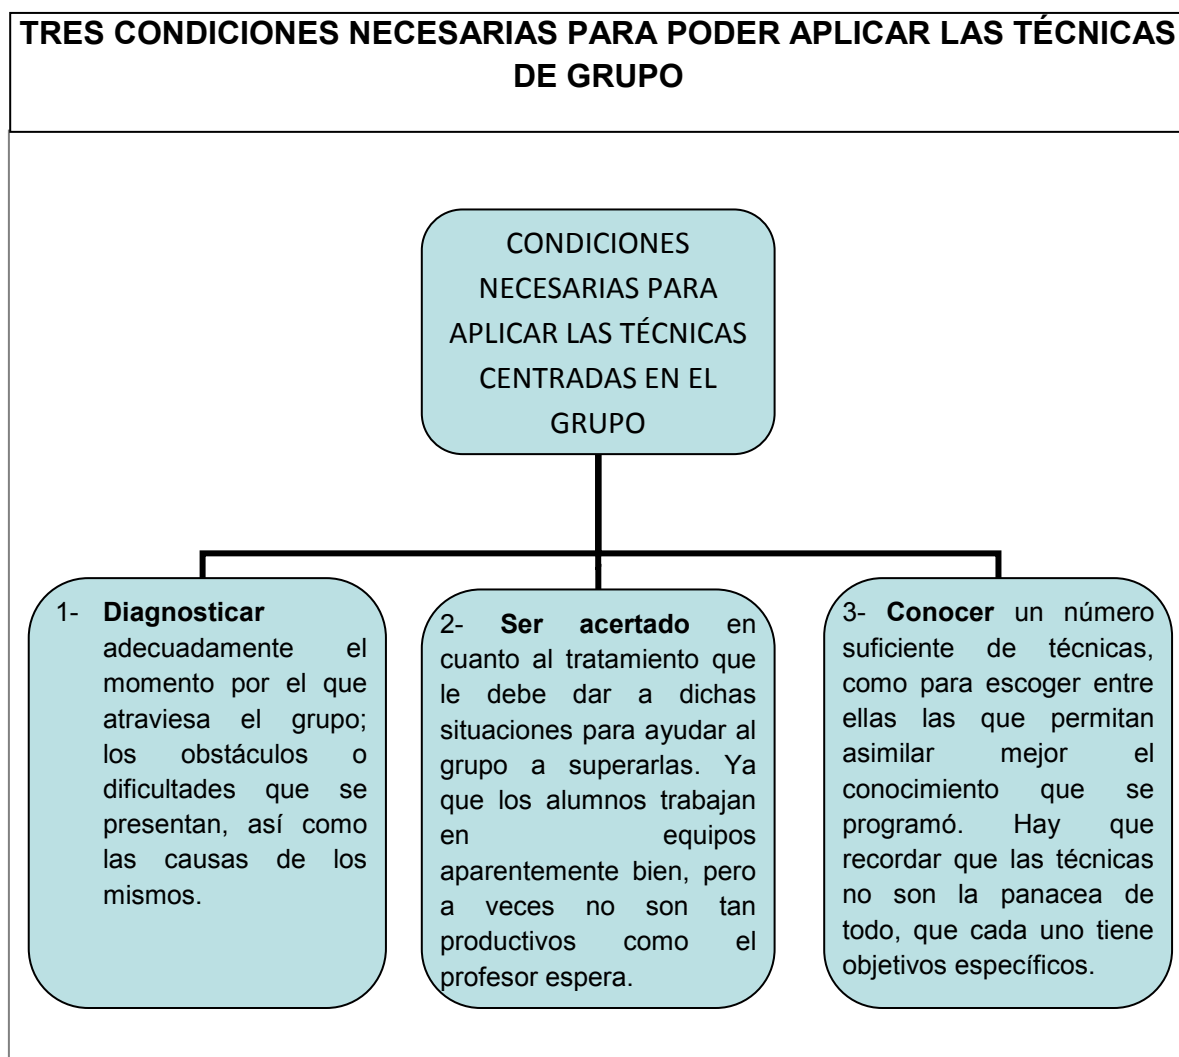 TRES CONDICIONES NECESARIAS PARA PODER APLICAR LAS TÉCNICAS
DE GRUPO
CONDICIONES
NECESARIAS PARA
APLICAR LAS TÉCNICAS
CENTRADAS EN EL
GRUPO
1- Diagnosticar
adecuadamente el
momento por el que
atraviesa el grupo;
los obstáculos o
dificultades que se
presentan, así como
las causas de los
mismos.
2- Ser acertado en
cuanto al tratamiento que
le debe dar a dichas
situaciones para ayudar al
grupo a superarlas. Ya
que los alumnos trabajan
en equipos
aparentemente bien, pero
a veces no son tan
productivos como el
profesor espera.
3- Conocer un número
suficiente de técnicas,
como para escoger entre
ellas las que permitan
asimilar mejor el
conocimiento que se
programó. Hay que
recordar que las técnicas
no son la panacea de
todo, que cada uno tiene
objetivos específicos.